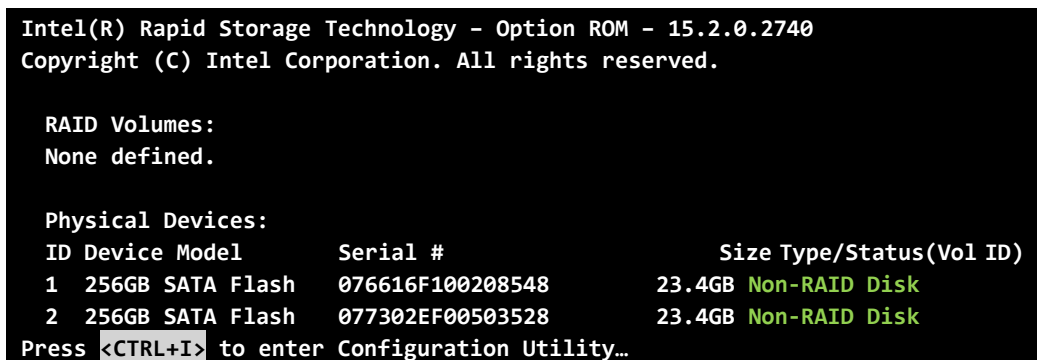 Intel(R) Rapid Storage Technology – Option ROM – 15.2.0.2740
Copyright (C) Intel Corporation. All rights reserved.
RAID Volumes:
None defined.
Physical Devices:
ID Device Model Serial # Size Type/Status(Vol ID)
1 256GB SATA Flash 076616F100208548 23.4GB Non-RAID Disk
2 256GB SATA Flash 077302EF00503528 23.4GB Non-RAID Disk
Press <CTRL+I> to enter Configuration Utility…